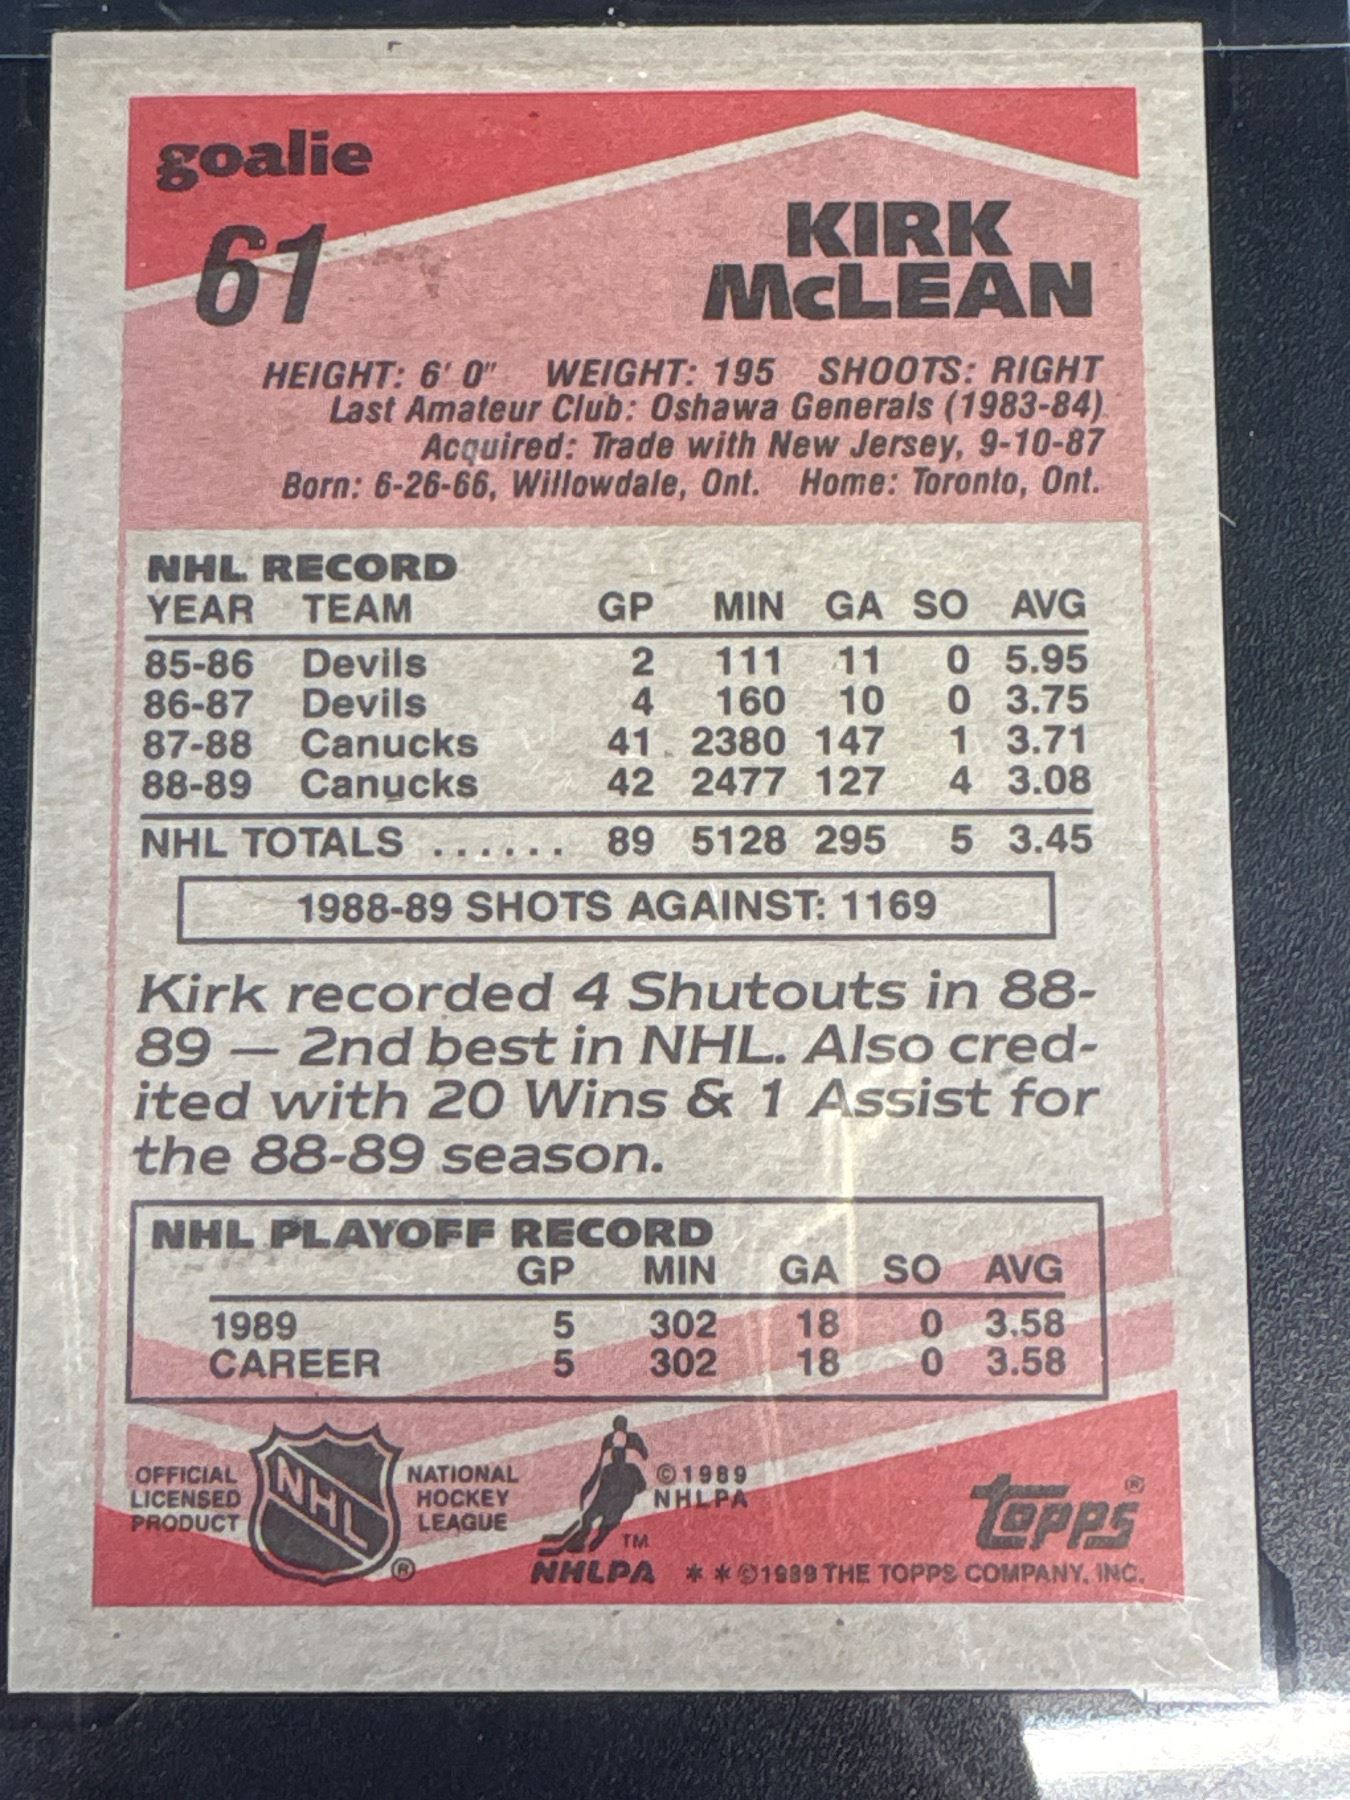 goalie
61
KIRK
McLEAN
HEIGHT: 6' 0" WEIGHT: 195 SHOOTS: RIGHT
Last Amateur Club: Oshawa Generals (1983-84)
Acquired: Trade with New Jersey, 9-10-87
Born: 6-26-66, Willowdale, Ont. Home: Toronto, Ont.
NHL RECORD
YEAR TEAM GP MIN GA SO AVG
85-86 Devils 2 111 11 0 5.95
86-87 Devils 4 160 10 0 3.75
87-88 Canucks 41 2380 147 1 3.71
88-89 Canucks 42 2477 127 4 3.08
NHL TOTALS ...... 89 5128 295 5 3.45
1988-89 SHOTS AGAINST: 1169
Kirk recorded 4 Shutouts in 88-
89 — 2nd best in NHL. Also cred-
ited with 20 Wins & 1 Assist for
the 88-89 season.
NHL PLAYOFF RECORD
GP MIN GA SO AVG
1989 5 302 18 0 3.58
CAREER 5 302 18 0 3.58
OFFICIAL
LICENSED
PRODUCT
NHL
®
NATIONAL
HOCKEY
LEAGUE
TM
NHLPA
©1989
NHLPA
TOPPS®
* * ©1989 THE TOPPS COMPANY, INC.